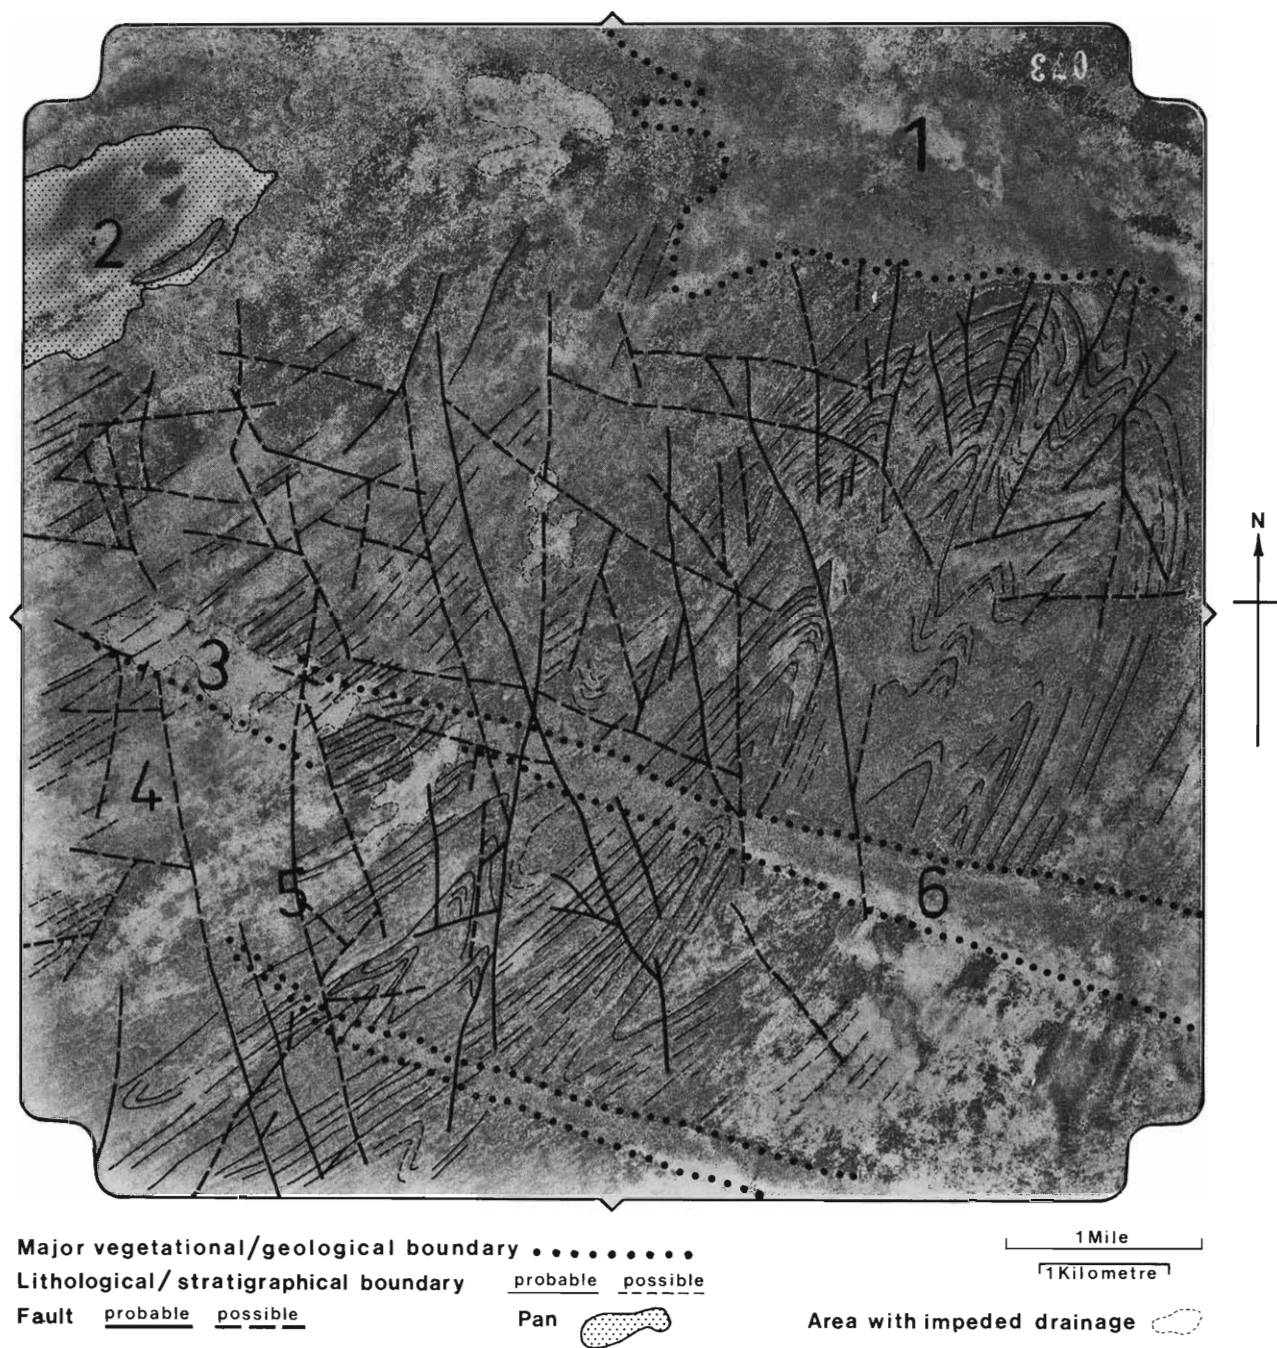 073
1
2
N
3
4
5
6
Major vegetational/geological boundary
1 Mile
Lithological/stratigraphical boundary probable possible
1 Kilometre
Fault probable possible
Pan
Area with impeded drainage